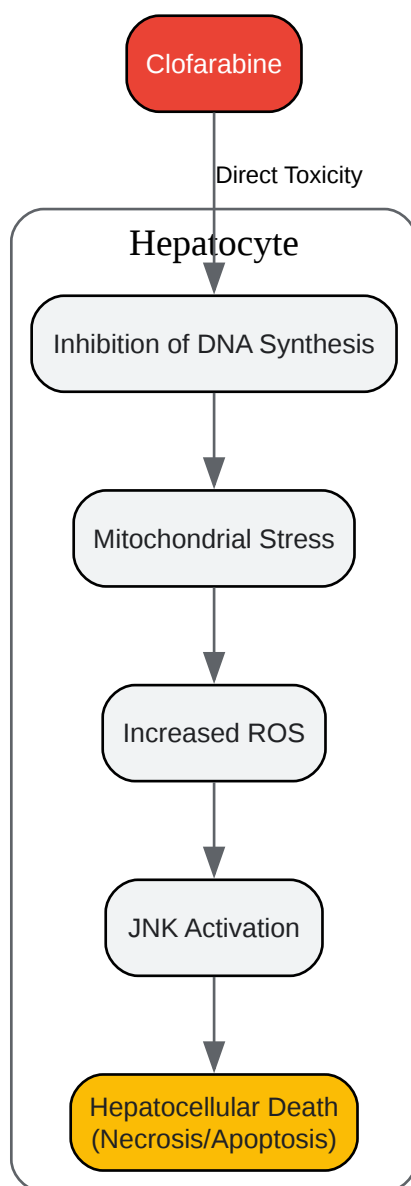 Clofarabine
Direct Toxicity
Hepatocyte
Inhibition of DNA Synthesis
Mitochondrial Stress
Increased ROS
JNK Activation
Hepatocellular Death
(Necrosis/Apoptosis)